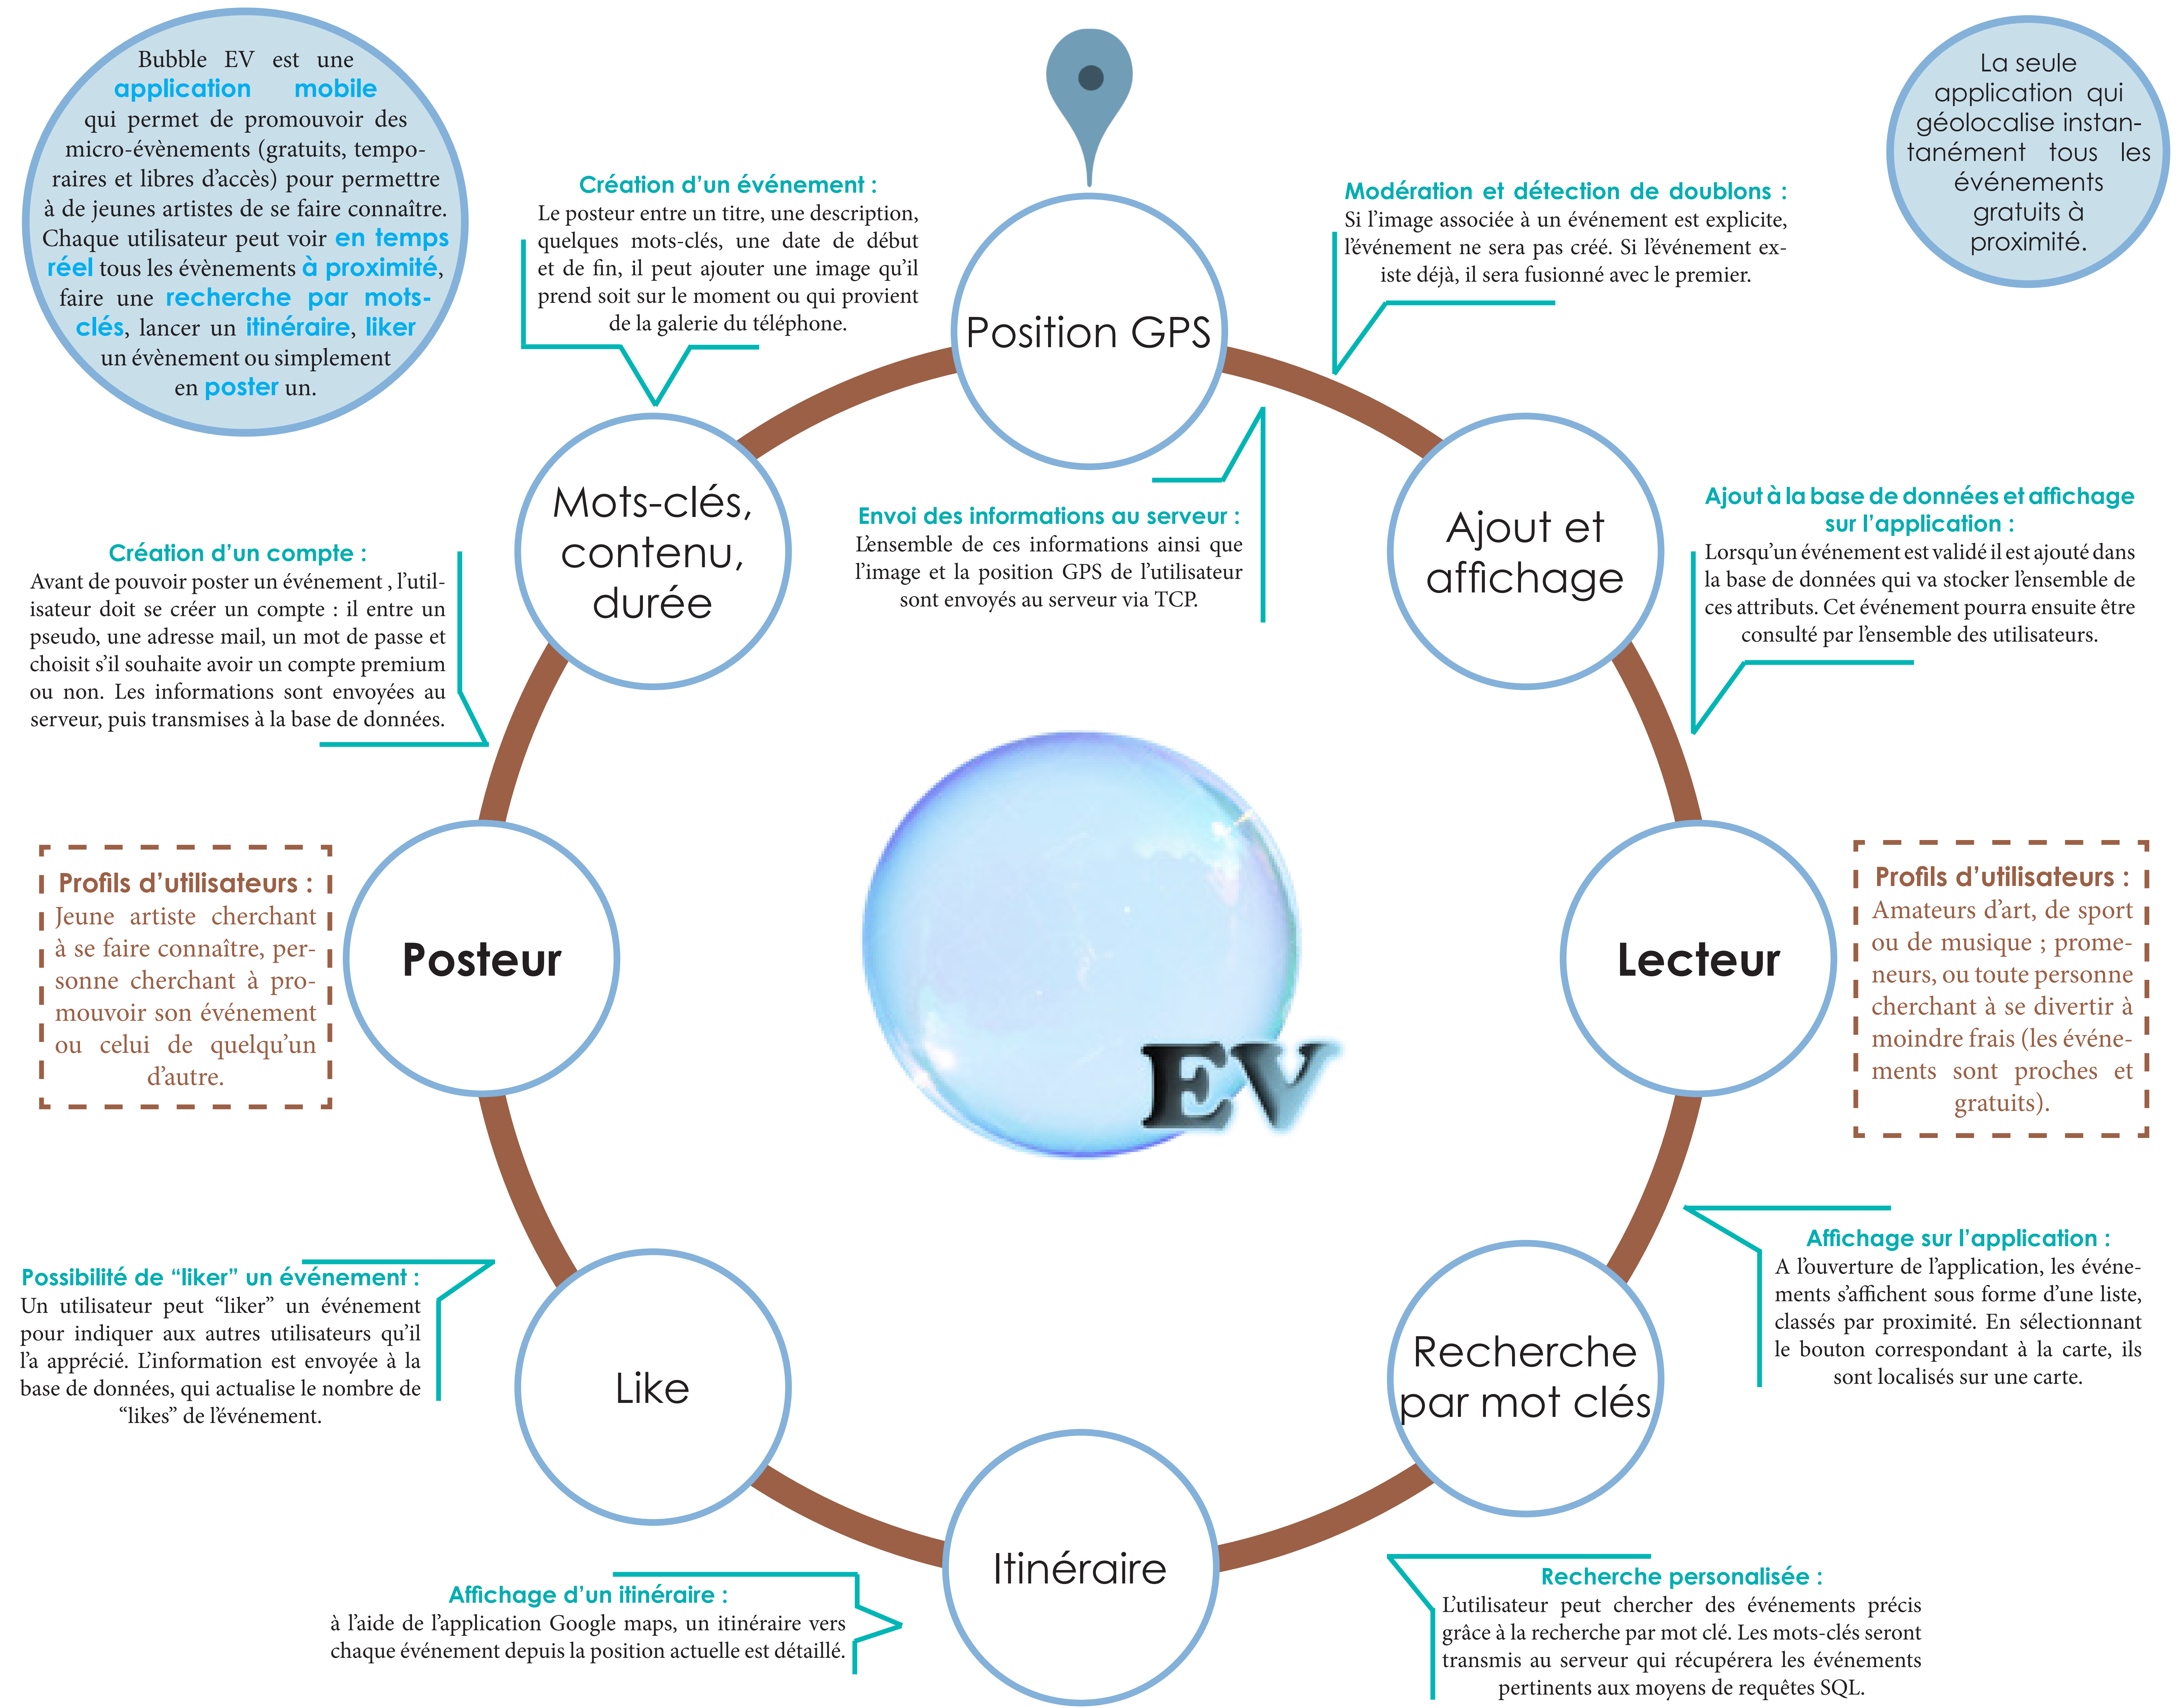 Bubble EV est une
application mobile
qui permet de promouvoir des
micro-évènements (gratuits, tempo-
raires et libres d'accès) pour permettre
à de jeunes artistes de se faire connaître.
Chaque utilisateur peut voir en temps
réel tous les évènements à proximité,
faire une recherche par mots-
clés, lancer un itinéraire, liker
un évènement ou simplement
en poster un.
La seule
application qui
géolocalise instan-
tanément tous les
événements
gratuits à
proximité.
Création d'un événement :
Le posteur entre un titre, une description,
quelques mots-clés, une date de début
et de fin, il peut ajouter une image qu'il
prend soit sur le moment ou qui provient
de la galerie du téléphone.
Position GPS
Modération et détection de doublons :
Si l'image associée à un événement est explicite,
l'événement ne sera pas créé. Si l'événement ex-
iste déjà, il sera fusionné avec le premier.
Mots-clés,
contenu,
durée
Envoi des informations au serveur :
L'ensemble de ces informations ainsi que
l'image et la position GPS de l'utilisateur
sont envoyés au serveur via TCP.
Ajout et
affichage
Ajout à la base de données et affichage
sur l'application :
Lorsqu'un événement est validé il est ajouté dans
la base de données qui va stocker l'ensemble de
ces attributs. Cet événement pourra ensuite être
consulté par l'ensemble des utilisateurs.
Création d'un compte :
Avant de pouvoir poster un événement , l'util-
isateur doit se créer un compte : il entre un
pseudo, une adresse mail, un mot de passe et
choisit s'il souhaite avoir un compte premium
ou non. Les informations sont envoyées au
serveur, puis transmises à la base de données.
Profils d'utilisateurs :
Jeune artiste cherchant
à se faire connaître, per-
sonne cherchant à pro-
mouvoir son événement
ou celui de quelqu'un
d'autre.
Posteur
EV
Lecteur
Profils d'utilisateurs :
Amateurs d'art, de sport
ou de musique ; prome-
neurs, ou toute personne
cherchant à se divertir à
moindre frais (les événe-
ments sont proches et
gratuits).
Possibilité de "liker" un événement :
Un utilisateur peut "liker" un événement
pour indiquer aux autres utilisateurs qu'il
l'a apprécié. L'information est envoyée à la
base de données, qui actualise le nombre de
"likes" de l'événement.
Like
Recherche
par mot clés
Affichage sur l'application :
A l'ouverture de l'application, les événe-
ments s'affichent sous forme d'une liste,
classés par proximité. En sélectionnant
le bouton correspondant à la carte, ils
sont localisés sur une carte.
Itinéraire
Affichage d'un itinéraire :
à l'aide de l'application Google maps, un itinéraire vers
chaque événement depuis la position actuelle est détaillé.
Recherche personalisée :
L'utilisateur peut chercher des événements précis
grâce à la recherche par mot clé. Les mots-clés seront
transmis au serveur qui récupérera les événements
pertinents aux moyens de requêtes SQL.